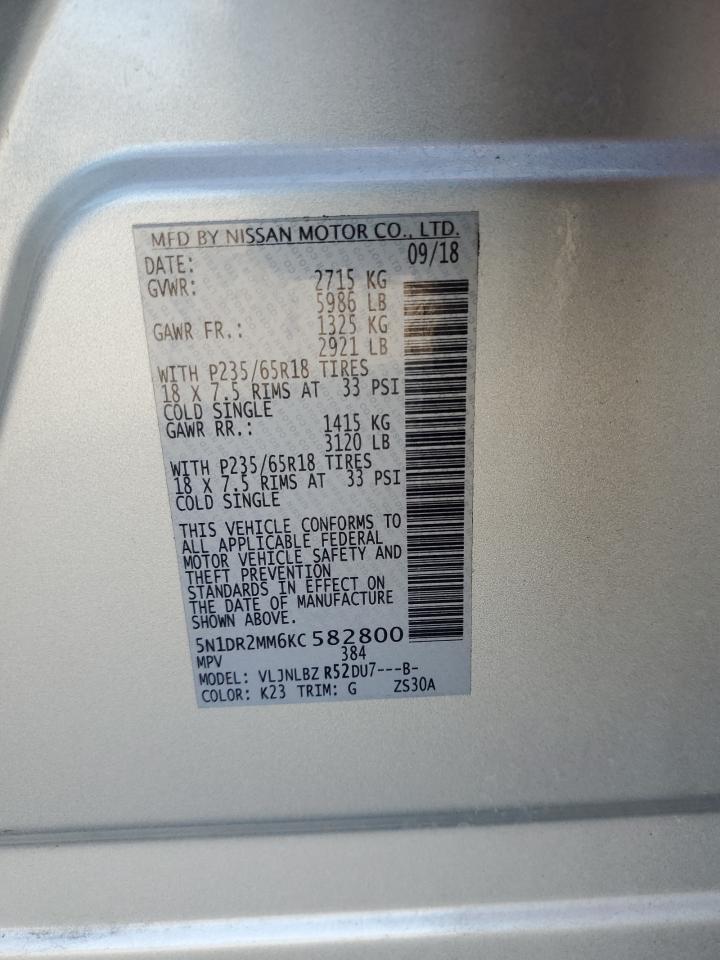 MFD BY NISSAN MOTOR CO., LTD.
DATE: 09/18
GVWR: 2715 KG
5986 LB
GAWR FR.: 1325 KG
2921 LB
WITH P235/65R18 TIRES
18 X 7.5 RIMS AT 33 PSI
COLD SINGLE
GAWR RR.: 1415 KG
3120 LB
WITH P235/65R18 TIRES
18 X 7.5 RIMS AT 33 PSI
COLD SINGLE
THIS VEHICLE CONFORMS TO
ALL APPLICABLE FEDERAL
MOTOR VEHICLE SAFETY AND
THEFT PREVENTION
STANDARDS IN EFFECT ON
THE DATE OF MANUFACTURE
SHOWN ABOVE.
5N1DR2MM6KC 582800
MPV 384
MODEL: VLJNLBZ R52DU7---B-
COLOR: K23 TRIM: G ZS30A